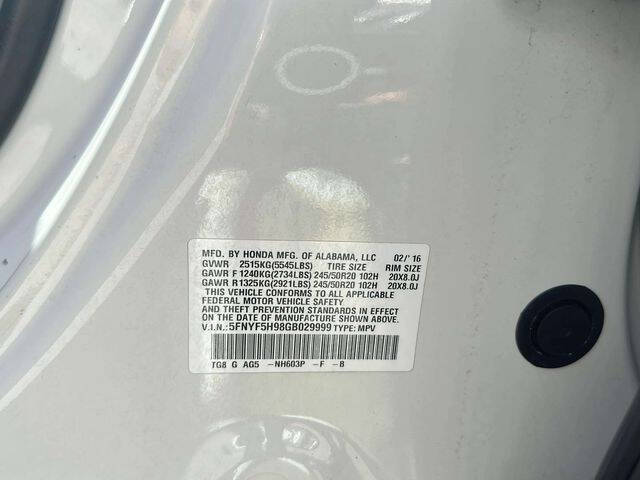 MFD. BY HONDA MFG. OF ALABAMA, LLC 02/'16
GVWR 2515KG(5545LBS) TIRE SIZE RIM SIZE
GAWR F 1240KG(2734LBS) 245/50R20 102H 20X8.0J
GAWR R 1325KG(2921LBS) 245/50R20 102H 20X8.0J
THIS VEHICLE CONFORMS TO ALL APPLICABLE
FEDERAL MOTOR VEHICLE SAFETY
AND THEFT PREVENTION STANDARDS IN EFFECT
ON THE DATE OF MANUFACTURE SHOWN ABOVE.
V.I.N.: 5FNYF5H98GB029999 TYPE: MPV
TG8 G AG5 -NH603P -F -B